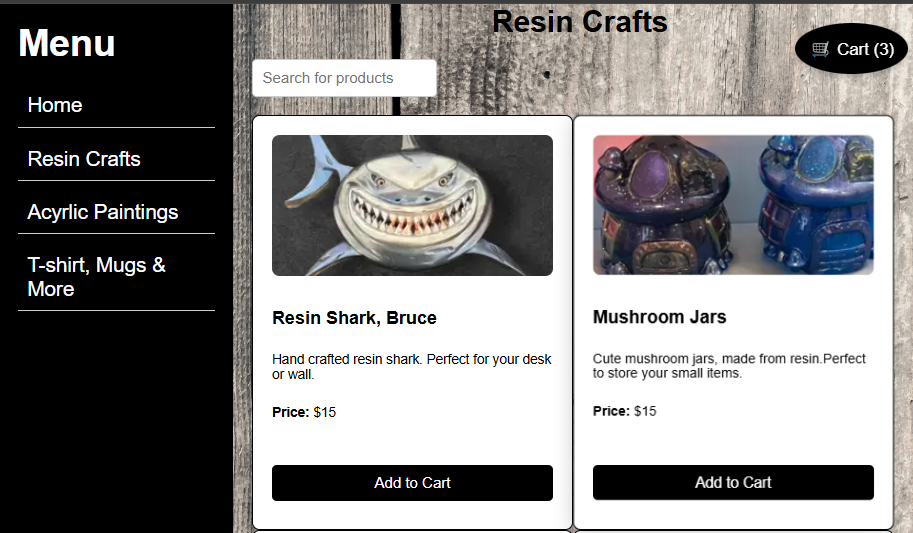 Menu
Home
Resin Crafts
Acyrlic Paintings
T-shirt, Mugs &
More
Resin Crafts
Cart (3)
Search for products
Resin Shark, Bruce
Hand crafted resin shark. Perfect for your desk
or wall.
Price: $15
Add to Cart
Mushroom Jars
Cute mushroom jars, made from resin.Perfect
to store your small items.
Price: $15
Add to Cart